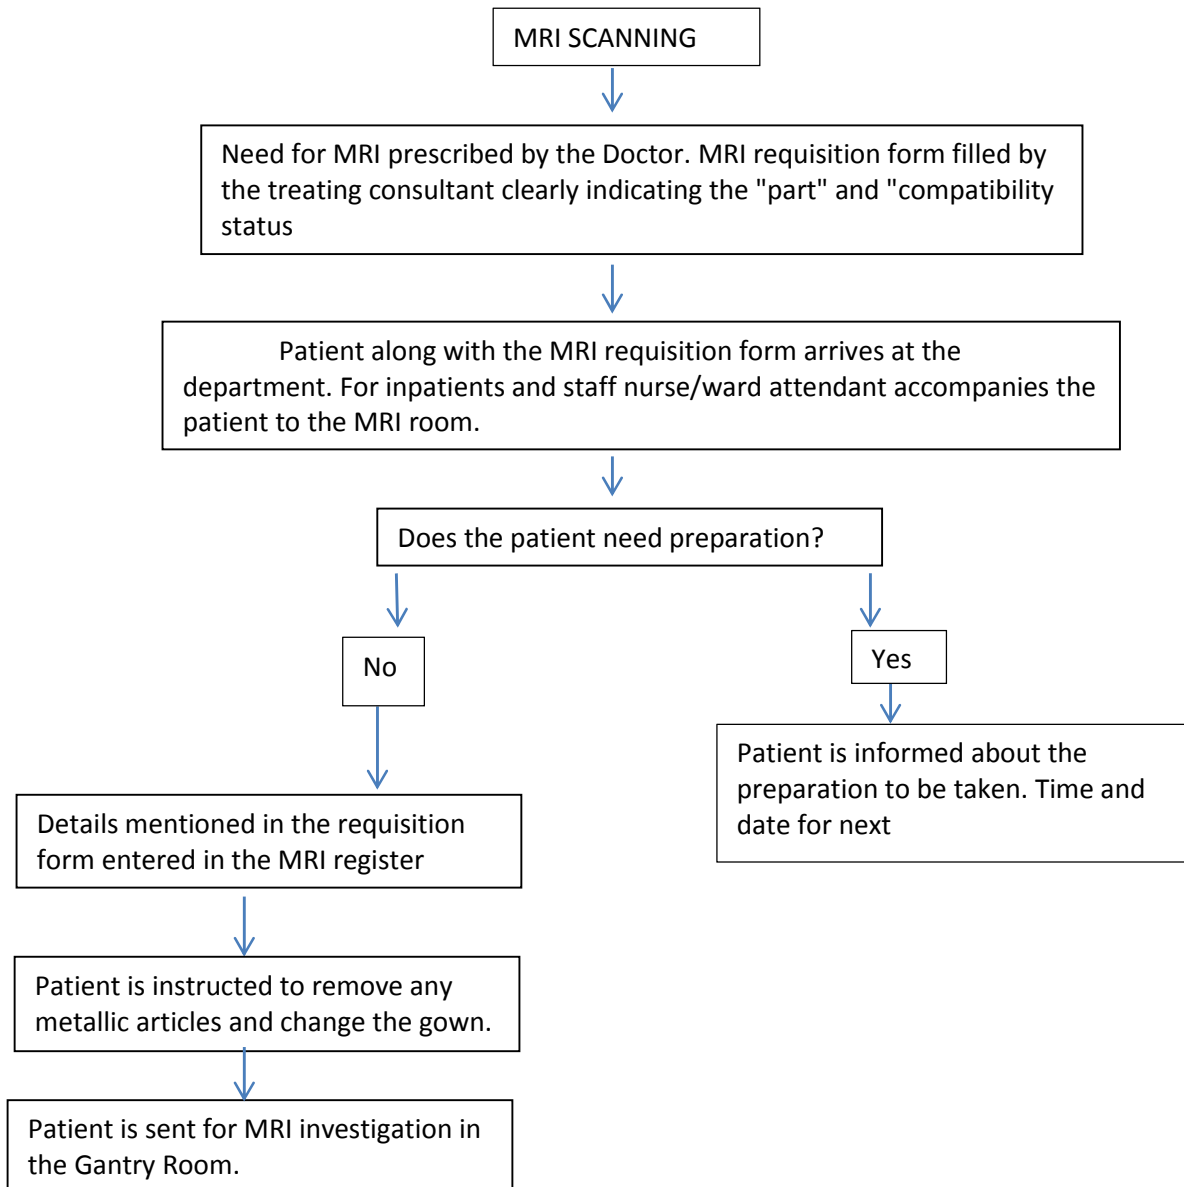 MRI SCANNING
Need for MRI prescribed by the Doctor. MRI requisition form filled by
the treating consultant clearly indicating the "part" and "compatibility
status
Patient along with the MRI requisition form arrives at the
department. For inpatients and staff nurse/ward attendant accompanies the
patient to the MRI room.
Does the patient need preparation?
No
Yes
Patient is informed about the
preparation to be taken. Time and
date for next
Details mentioned in the requisition
form entered in the MRI register
Patient is instructed to remove any
metallic articles and change the gown.
Patient is sent for MRI investigation in
the Gantry Room.